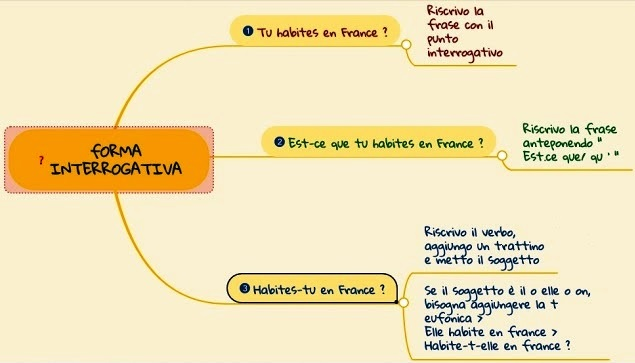 ? FORMA
INTERROGATIVA
1 Tu habites en France ?
Riscrivo la
frase con il
punto
interrogativo
2 Est-ce que tu habites en France ?
Riscrivo la frase
anteponendo "
Est.ce que/ qu ' "
3 Habites-tu en France ?
Riscrivo il verbo,
aggiungo un trattino
e metto il soggetto
Se il soggetto è il o elle o on,
bisogna aggiungere la t
eufonica >
Elle habite en france >
Habite-t-elle en france ?